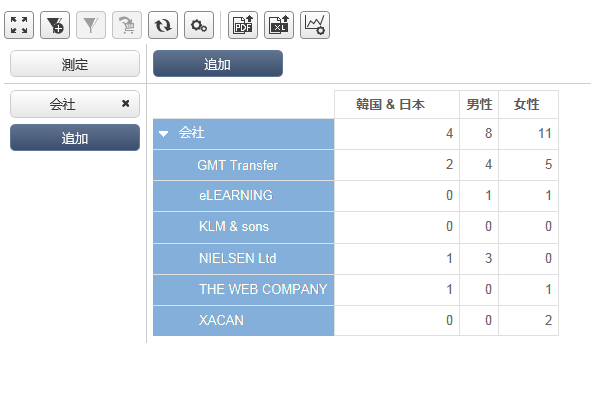 PDF
XL
測定
追加
会社
追加
韓国 & 日本 男性 女性
会社 4 8 11
GMT Transfer 2 4 5
eLEARNING 0 1 1
KLM & sons 0 0 0
NIELSEN Ltd 1 3 0
THE WEB COMPANY 1 0 1
XACAN 0 0 2